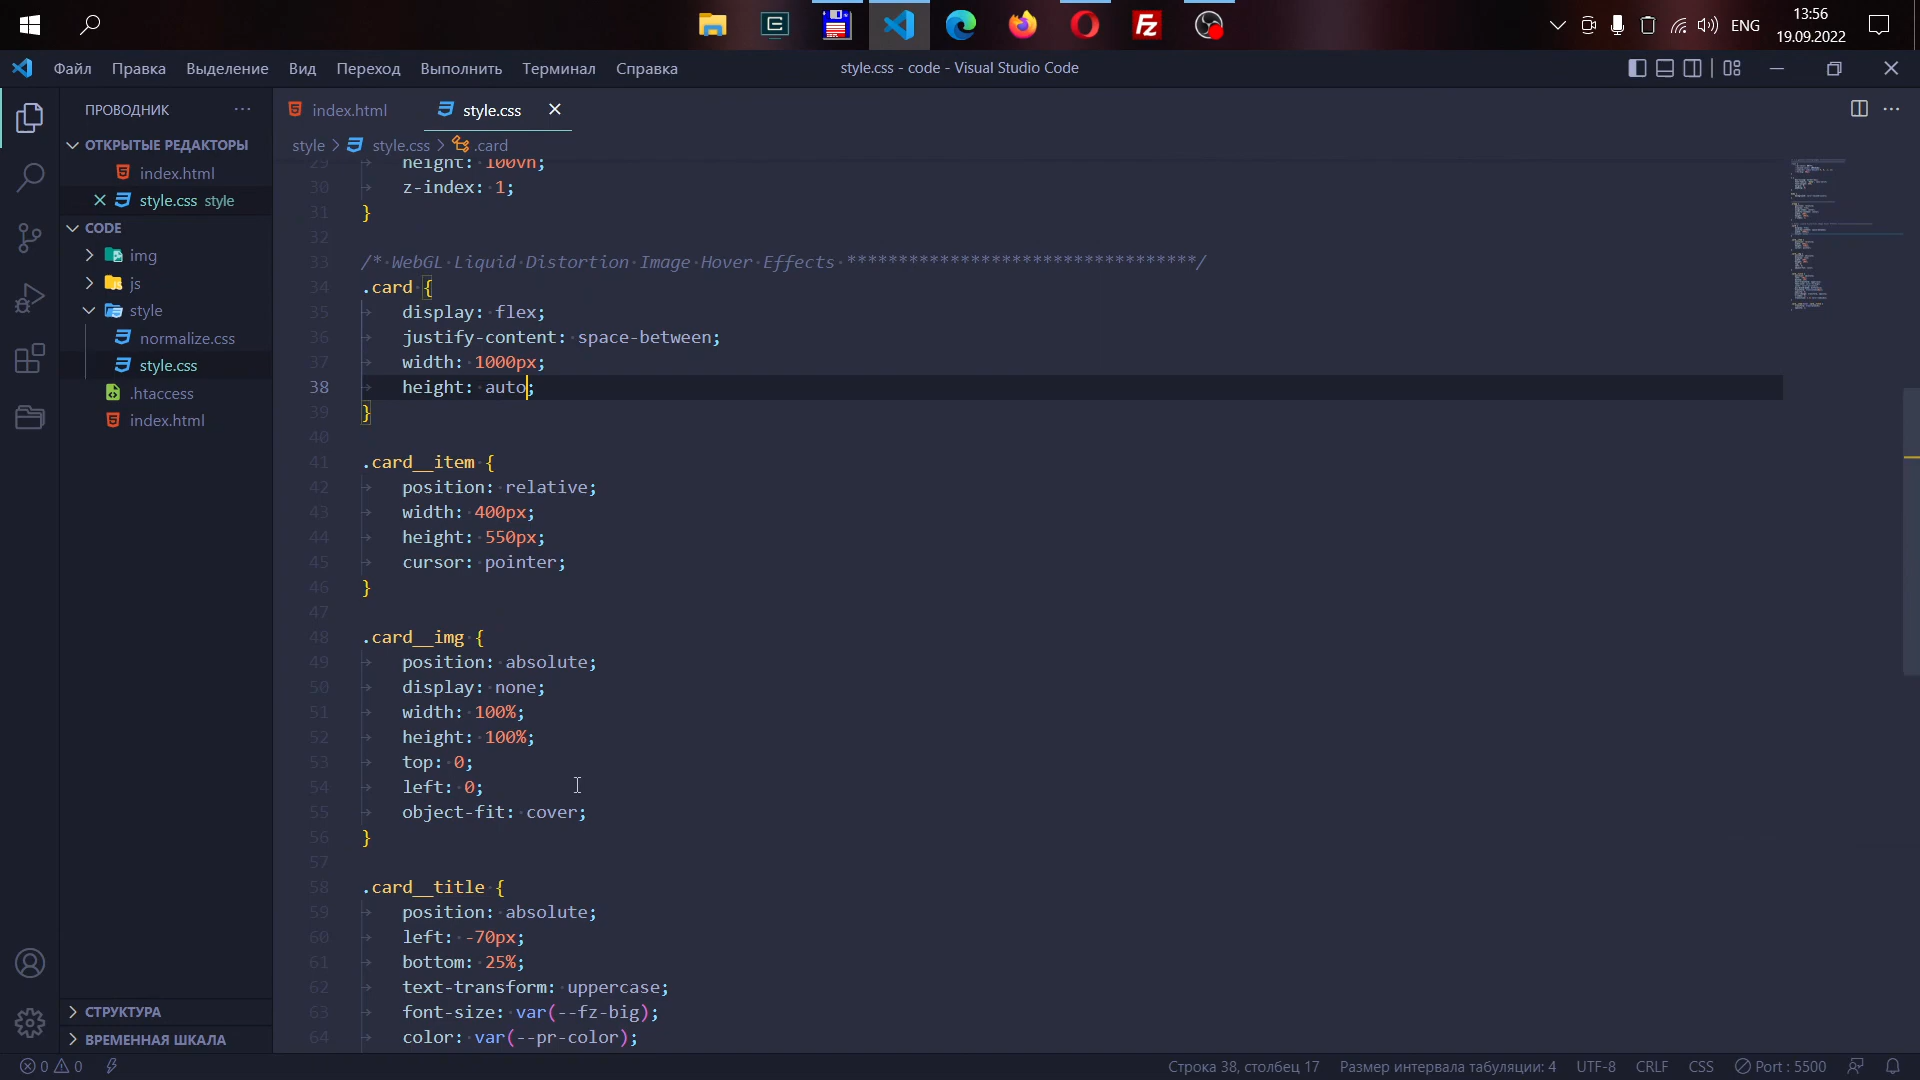 ENG
13:56
19.09.2022
Файл Правка Выделение Вид Переход Выполнить Терминал Справка
style.css - code - Visual Studio Code
ПРОВОДНИК
index.html
style.css
ОТКРЫТЫЕ РЕДАКТОРЫ
index.html
style.css style
CODE
img
js
style
normalize.css
style.css
.htaccess
index.html
СТРУКТУРА
ВРЕМЕННАЯ ШКАЛА
style > style.css > .card
29 height: 100vh;
30 z-index: 1;
31 }
32
33 /* WebGL Liquid Distortion Image Hover Effects **********************************/
34 .card {
35 display: flex;
36 justify-content: space-between;
37 width: 1000px;
38 height: auto;
39 }
40
41 .card__item {
42 position: relative;
43 width: 400px;
44 height: 550px;
45 cursor: pointer;
46 }
47
48 .card__img {
49 position: absolute;
50 display: none;
51 width: 100%;
52 height: 100%;
53 top: 0;
54 left: 0;
55 object-fit: cover;
56 }
57
58 .card__title {
59 position: absolute;
60 left: -70px;
61 bottom: 25%;
62 text-transform: uppercase;
63 font-size: var(--fz-big);
64 color: var(--pr-color);
0 0
Строка 38, столбец 17 Размер интервала табуляции: 4 UTF-8 CRLF CSS Port : 5500